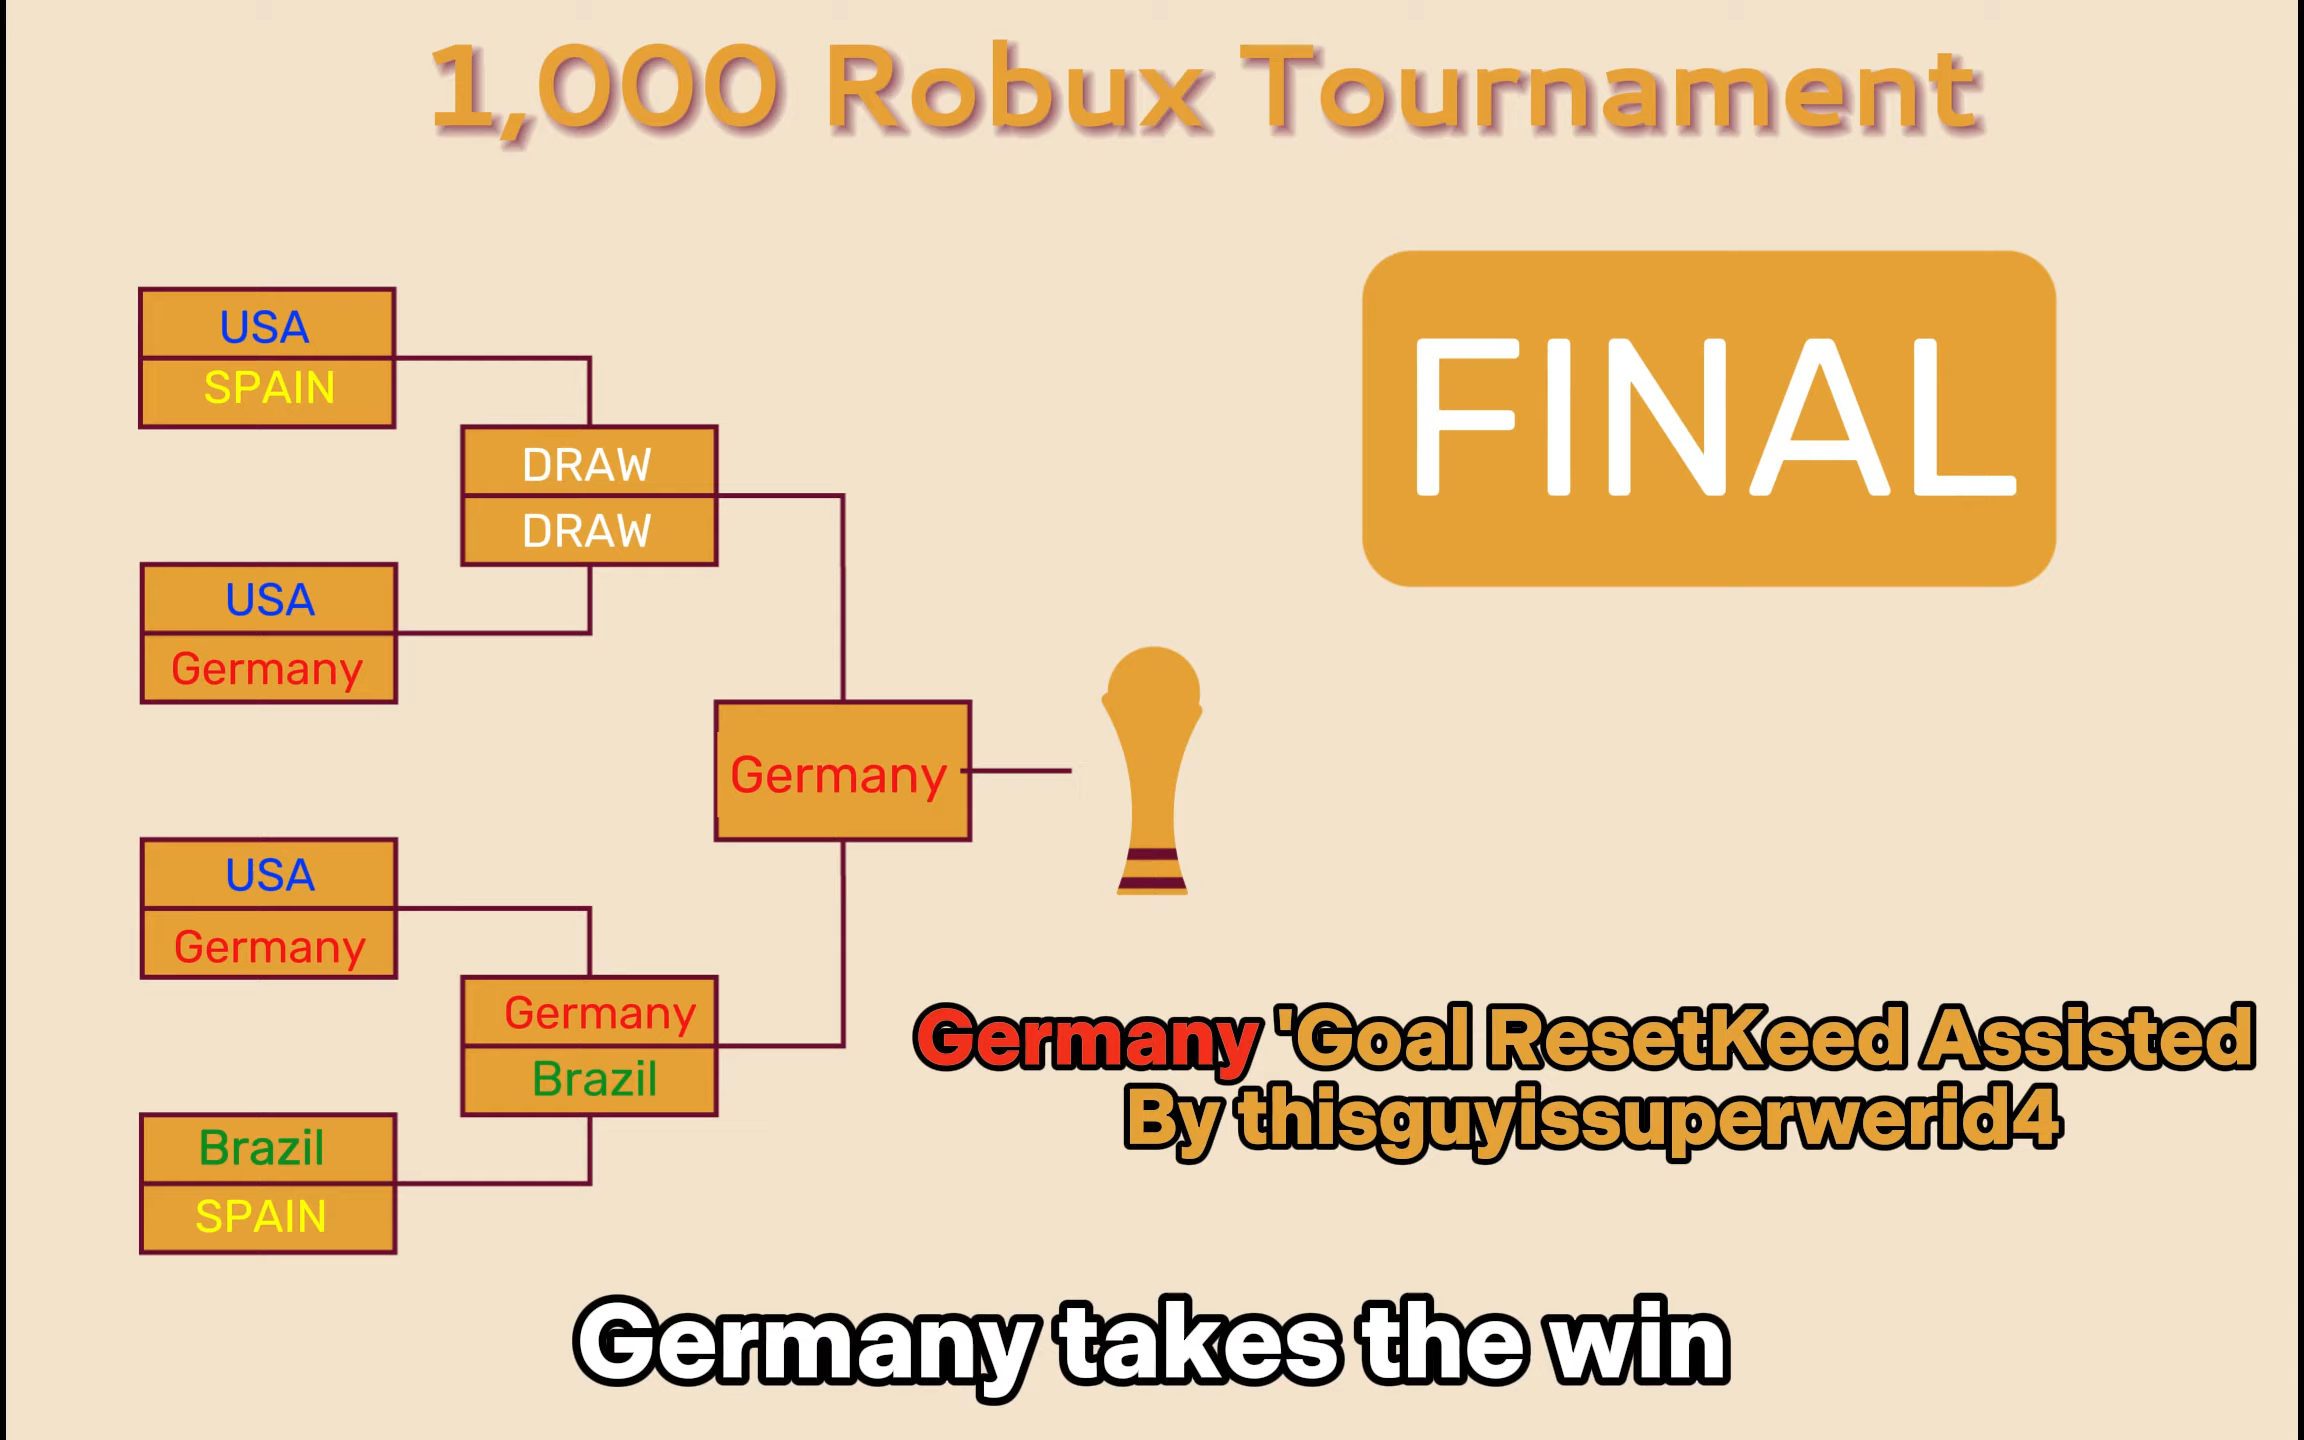 1,000 Robux Tournament
FINAL
USA
SPAIN
DRAW
DRAW
USA
Germany
Germany
USA
Germany
Germany
Brazil
Brazil
SPAIN
Germany 'Goal ResetKeed Assisted
By thisguyissuperwerid4
Germany takes the win